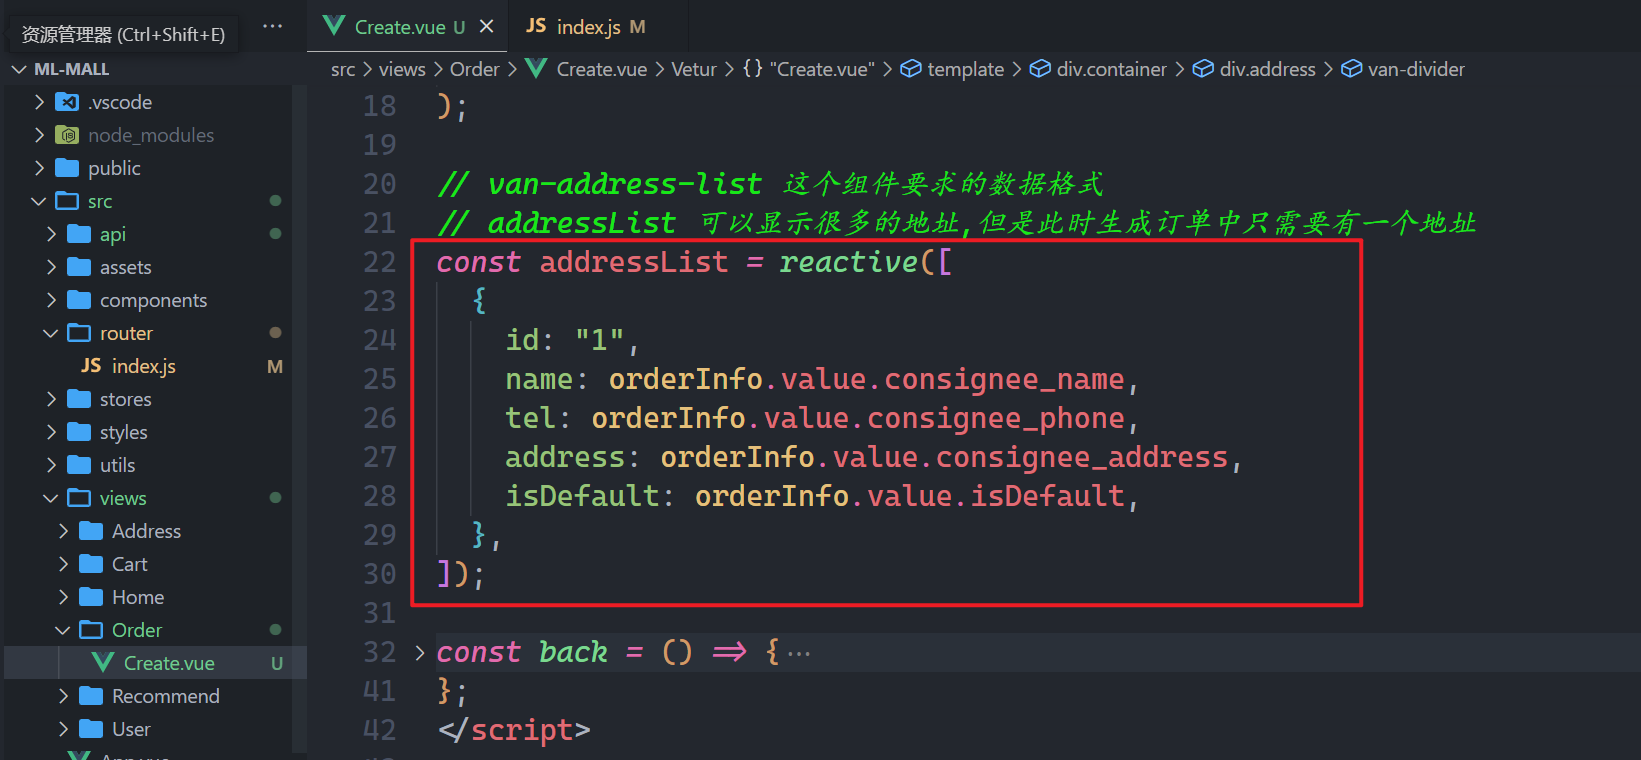 资源管理器 (Ctrl+Shift+E)
···
Create.vue U ×
JS index.js M
ML-MALL
src > views > Order > Create.vue > Vetur > {} "Create.vue" > template > div.container > div.address > van-divider
.vscode
node_modules
public
src
api
assets
components
router
JS index.js M
stores
styles
utils
views
Address
Cart
Home
Order
Create.vue U
Recommend
User
App.vue
18 );
19
20 // van-address-list 这个组件要求的数据格式
21 // addressList 可以显示很多的地址,但是此时生成订单中只需要有一个地址
22 const addressList = reactive([
23 {
24 id: "1",
25 name: orderInfo.value.consignee_name,
26 tel: orderInfo.value.consignee_phone,
27 address: orderInfo.value.consignee_address,
28 isDefault: orderInfo.value.isDefault,
29 },
30 ]);
31
32 const back = () => { ···
41 };
42 </script>